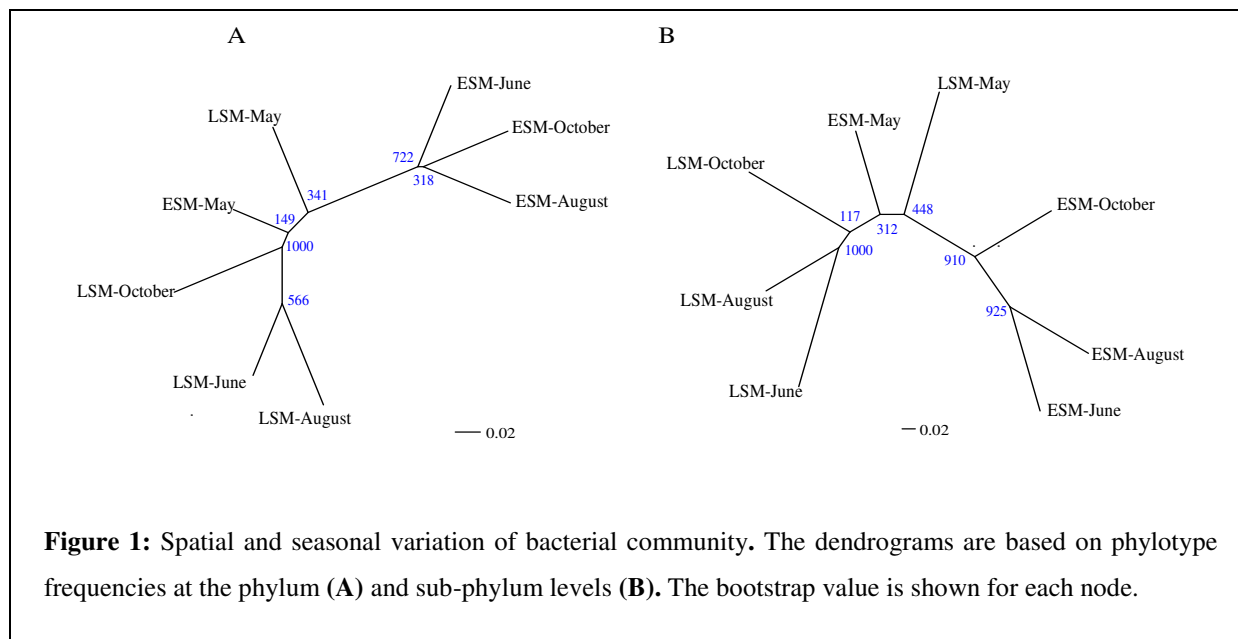 A
B
ESM-June
LSM-May
ESM-October
722
318
341
ESM-August
ESM-May
149
1000
LSM-October
566
LSM-June
LSM-August
0.02
LSM-May
ESM-May
LSM-October
448
ESM-October
117
312
1000
910
LSM-August
925
ESM-August
LSM-June
ESM-June
0.02
Figure 1: Spatial and seasonal variation of bacterial community. The dendrograms are based on phylotype
frequencies at the phylum (A) and sub-phylum levels (B). The bootstrap value is shown for each node.